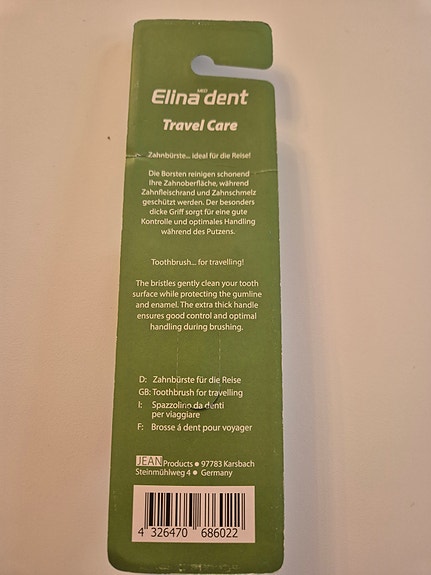 Elina med dent
Travel Care
Zahnbürste... ideal für die Reise!
Die Borsten reinigen schonend
Ihre Zahnoberfläche, während
Zahnfleischrand und Zahnschmelz
geschützt werden. Der besonders
dicke Griff sorgt für eine gute
Kontrolle und optimales Handling
während des Putzens.
Toothbrush... for travelling!
The bristles gently clean your tooth
surface while protecting the gumline
and enamel. The extra thick handle
ensures good control and optimal
handling during brushing.
D: Zahnbürste für die Reise
GB: Toothbrush for travelling
I: Spazzolino da denti
per viaggiare
F: Brosse á dent pour voyager
JEAN Products • 97783 Karsbach
Steinmühlweg 4 • Germany
4 326470 686022